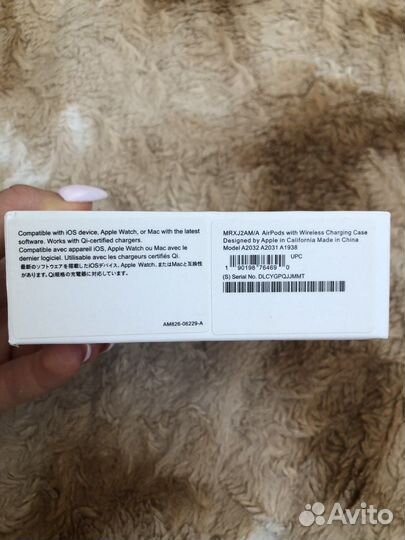 Compatible with iOS device, Apple Watch, or Mac with the latest
software. Works with Qi-certified chargers.
Compatible avec appareil iOS, Apple Watch ou Mac avec le
dernier logiciel. Utilisable avec les chargeurs certifiés Qi.
最新のソフトウェアを搭載したiOSデバイス、Apple Watch、またはMacと互換性
があります。Qi規格の充電器に対応しています。
AM826-06229-A
MRXJ2AM/A AirPods with Wireless Charging Case
Designed by Apple in California Made in China
Model A2032 A2031 A1938
UPC
1 90198 76469 0
(S) Serial No. DLCYGPQJJMMT
Avito